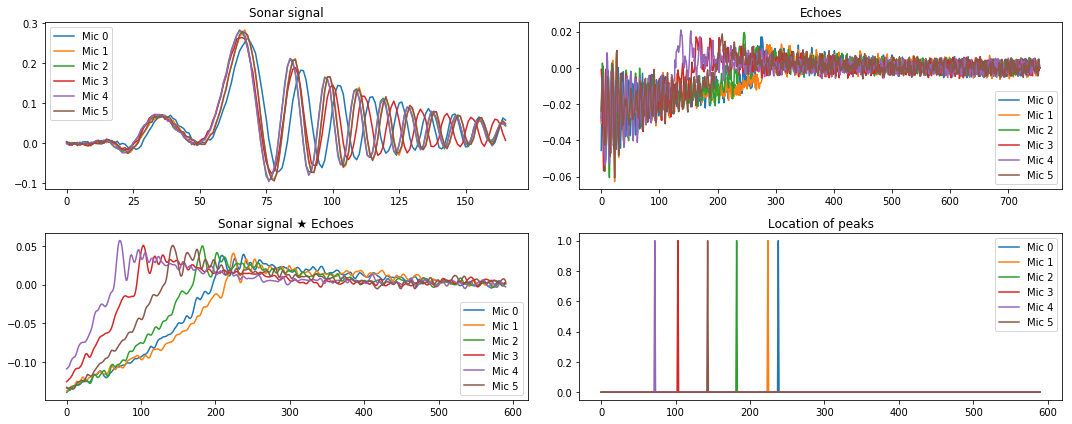 Sonar signal
0.3
0.2
0.1
0.0
−0.1
0
25
50
75
100
125
150
Mic 0
Mic 1
Mic 2
Mic 3
Mic 4
Mic 5
Echoes
0.02
0.00
−0.02
−0.04
−0.06
0
100
200
300
400
500
600
700
Mic 0
Mic 1
Mic 2
Mic 3
Mic 4
Mic 5
Sonar signal ★ Echoes
0.05
0.00
−0.05
−0.10
0
100
200
300
400
500
600
Mic 0
Mic 1
Mic 2
Mic 3
Mic 4
Mic 5
Location of peaks
1.0
0.8
0.6
0.4
0.2
0.0
0
100
200
300
400
500
600
Mic 0
Mic 1
Mic 2
Mic 3
Mic 4
Mic 5